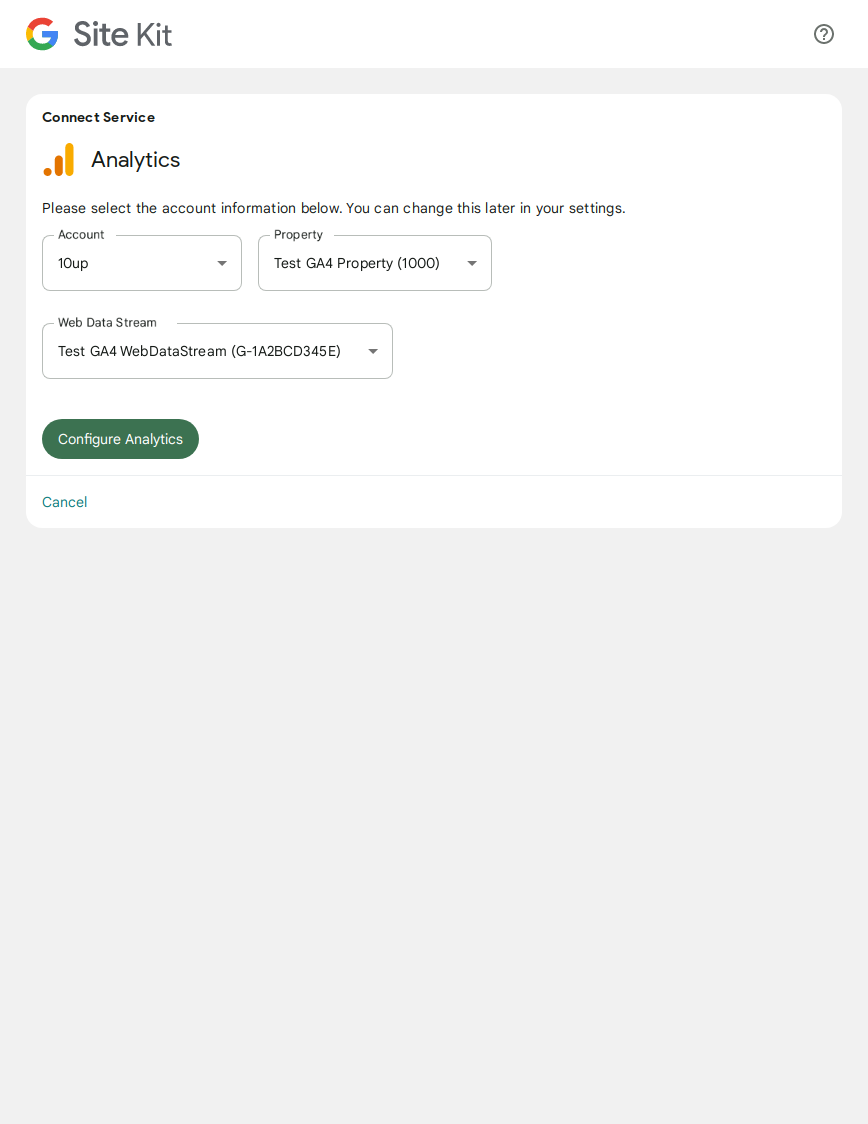 Site Kit
Connect Service
Analytics
Please select the account information below. You can change this later in your settings.
Account
Property
10up
Test GA4 Property (1000)
Web Data Stream
Test GA4 WebDataStream (G-1A2BCD345E)
Configure Analytics
Cancel